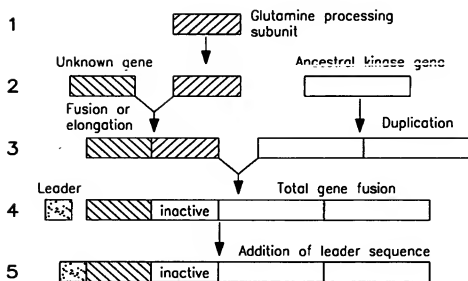 1
Glutamine processing
subunit
Unknown gene
Ancestral kinase gene
2
Fusion or
elongation
Duplication
3
Leader
Total gene fusion
4
inactive
Addition of leader sequence
5
inactive